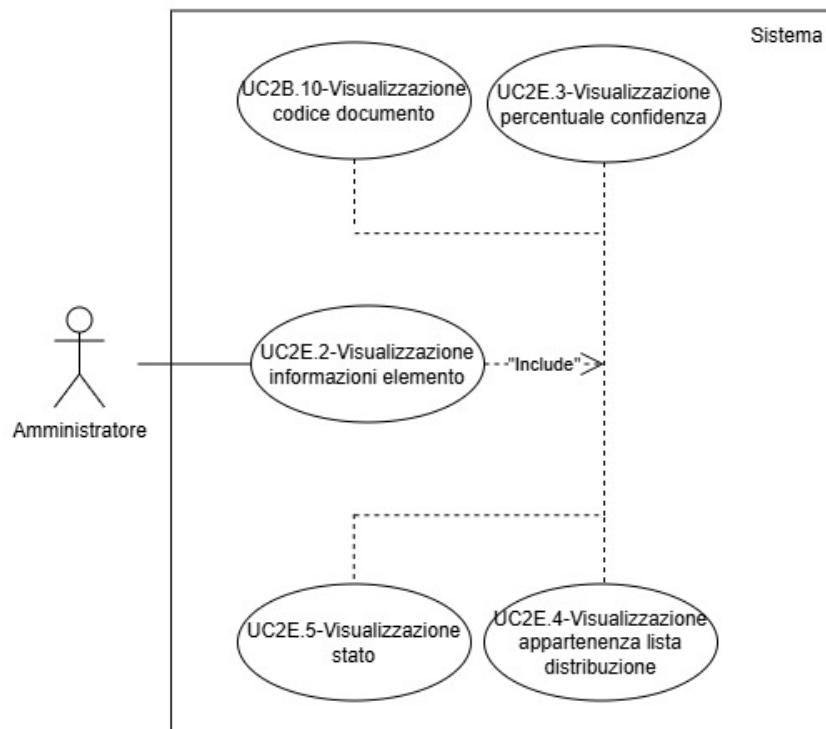 Sistema
UC2B.10-Visualizzazione
codice documento
UC2E.3-Visualizzazione
percentuale confidenza
UC2E.2-Visualizzazione
informazioni elemento
"Include"
Amministratore
UC2E.5-Visualizzazione
stato
UC2E.4-Visualizzazione
appartenenza lista
distribuzione